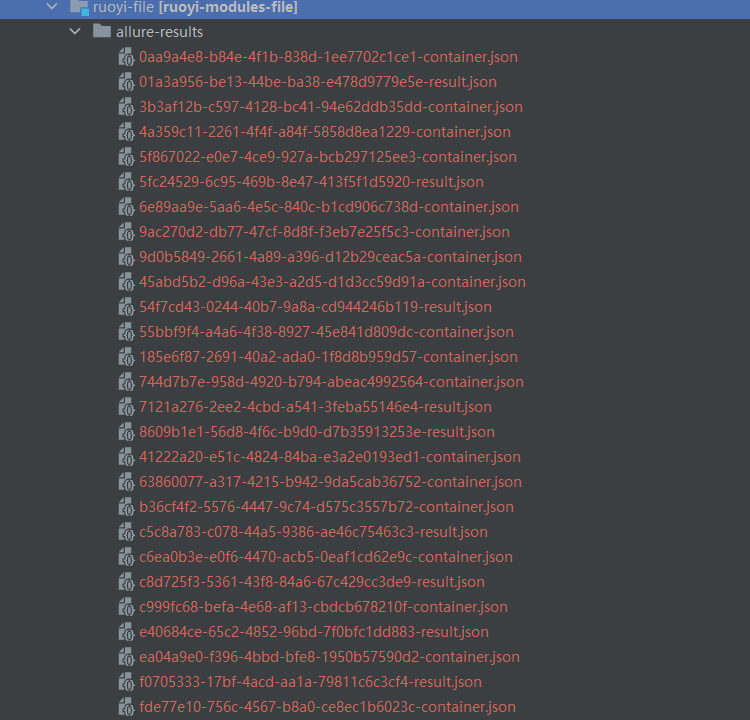 ruoyi-file [ruoyi-modules-file]
allure-results
0aa9a4e8-b84e-4f1b-838d-1ee7702c1ce1-container.json
01a3a956-be13-44be-ba38-e478d9779e5e-result.json
3b3af12b-c597-4128-bc41-94e62ddb35dd-container.json
4a359c11-2261-4f4f-a84f-5858d8ea1229-container.json
5f867022-e0e7-4ce9-927a-bcb297125ee3-container.json
5fc24529-6c95-469b-8e47-413f5f1d5920-result.json
6e89aa9e-5aa6-4e5c-840c-b1cd906c738d-container.json
9ac270d2-db77-47cf-8d8f-f3eb7e25f5c3-container.json
9d0b5849-2661-4a89-a396-d12b29ceac5a-container.json
45abd5b2-d96a-43e3-a2d5-d1d3cc59d91a-container.json
54f7cd43-0244-40b7-9a8a-cd944246b119-result.json
55bbf9f4-a4a6-4f38-8927-45e841d809dc-container.json
185e6f87-2691-40a2-ada0-1f8d8b959d57-container.json
744d7b7e-958d-4920-b794-abeac4992564-container.json
7121a276-2ee2-4cbd-a541-3feba55146e4-result.json
8609b1e1-56d8-4f6c-b9d0-d7b35913253e-result.json
41222a20-e51c-4824-84ba-e3a2e0193ed1-container.json
63860077-a317-4215-b942-9da5cab36752-container.json
b36cf4f2-5576-4447-9c74-d575c3557b72-container.json
c5c8a783-c078-44a5-9386-ae46c75463c3-result.json
c6ea0b3e-e0f6-4470-acb5-0eaf1cd62e9c-container.json
c8d725f3-5361-43f8-84a6-67c429cc3de9-result.json
c999fc68-befa-4e68-af13-cbdcb678210f-container.json
e40684ce-65c2-4852-96bd-7f0bfc1dd883-result.json
ea04a9e0-f396-4bbd-bfe8-1950b57590d2-container.json
f0705333-17bf-4acd-aa1a-79811c6c3cf4-result.json
fde77e10-756c-4567-b8a0-ce8ec1b6023c-container.json